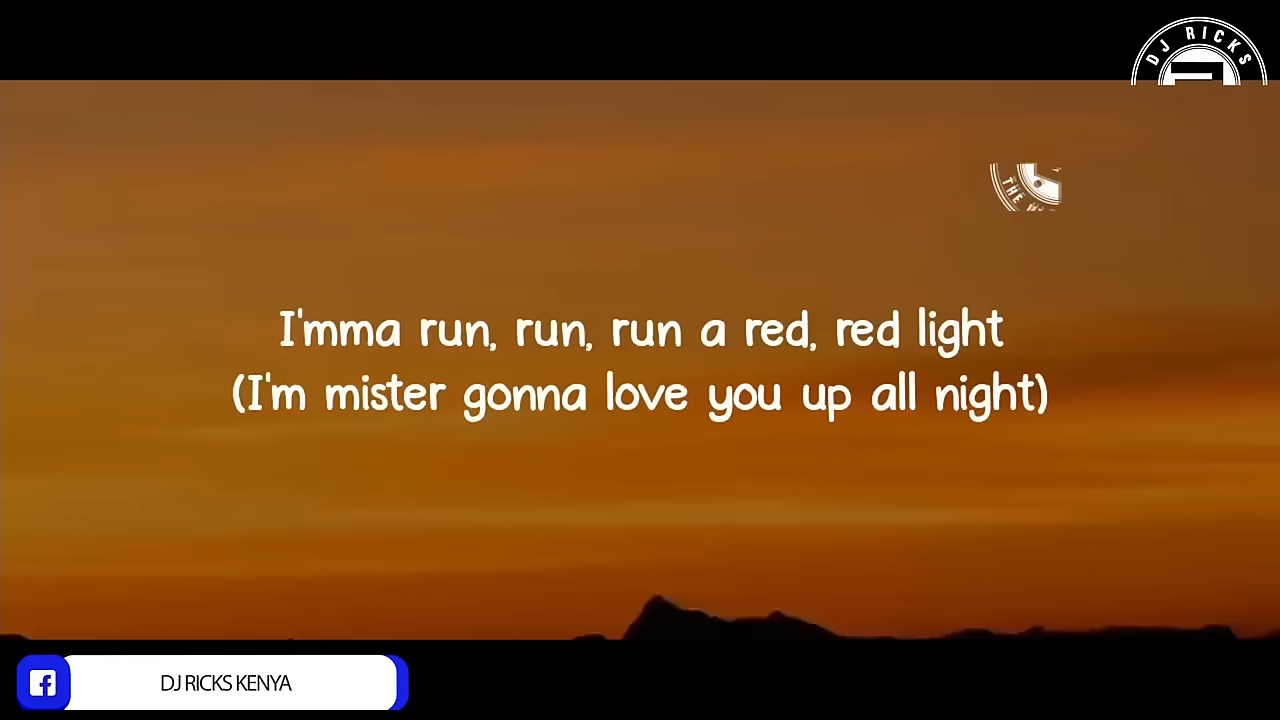 DJ RICKS
THE
I'mma run, run, run a red, red light
(I'm mister gonna love you up all night)
DJ RICKS KENYA